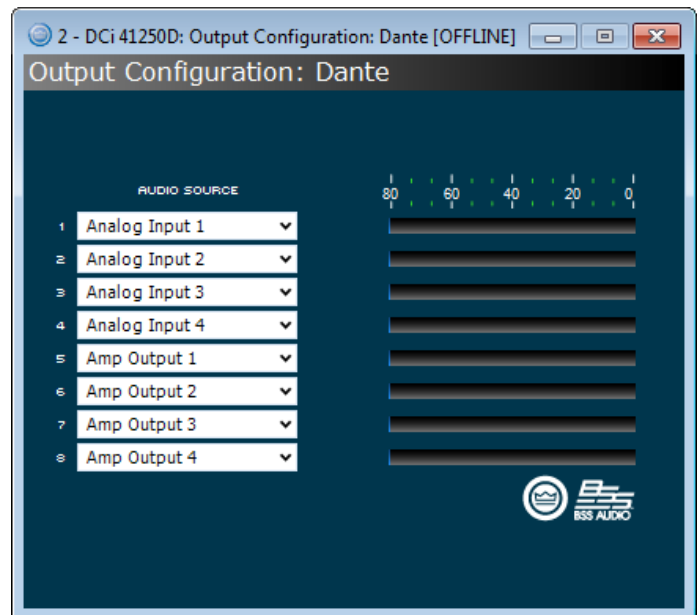 2 - DCi 41250D: Output Configuration: Dante [OFFLINE]
Output Configuration: Dante
AUDIO SOURCE
80 60 40 20 0
1 Analog Input 1
2 Analog Input 2
3 Analog Input 3
4 Analog Input 4
5 Amp Output 1
6 Amp Output 2
7 Amp Output 3
8 Amp Output 4
BSS
BSS AUDIO